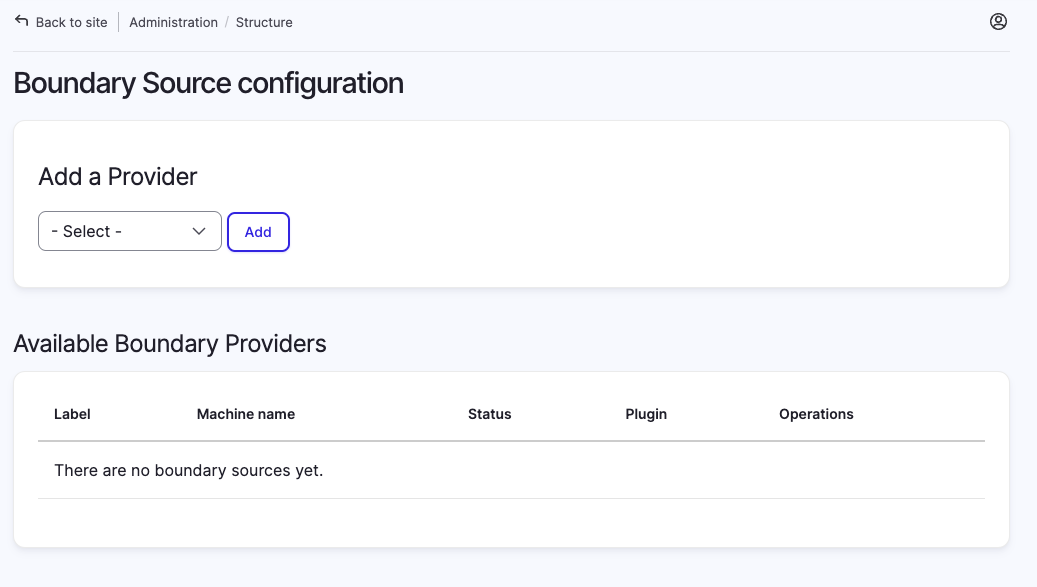 Back to site
Administration / Structure
Boundary Source configuration
Add a Provider
- Select -
Add
Available Boundary Providers
Label Machine name Status Plugin Operations
There are no boundary sources yet.